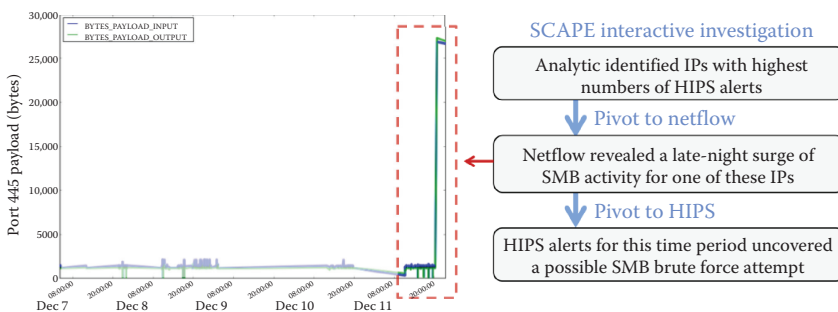 BYTES_PAYLOAD_INPUT
BYTES_PAYLOAD_OUTPUT
Port 445 payload (bytes)
30,000
25,000
20,000
15,000
10,000
5000
0
08:00:00 20:00:00 08:00:00 20:00:00 08:00:00 20:00:00 08:00:00 20:00:00 08:00:00 20:00:00
Dec 7 Dec 8 Dec 9 Dec 10 Dec 11
SCAPE interactive investigation
Analytic identified IPs with highest
numbers of HIPS alerts
Pivot to netflow
Netflow revealed a late-night surge of
SMB activity for one of these IPs
Pivot to HIPS
HIPS alerts for this time period uncovered
a possible SMB brute force attempt